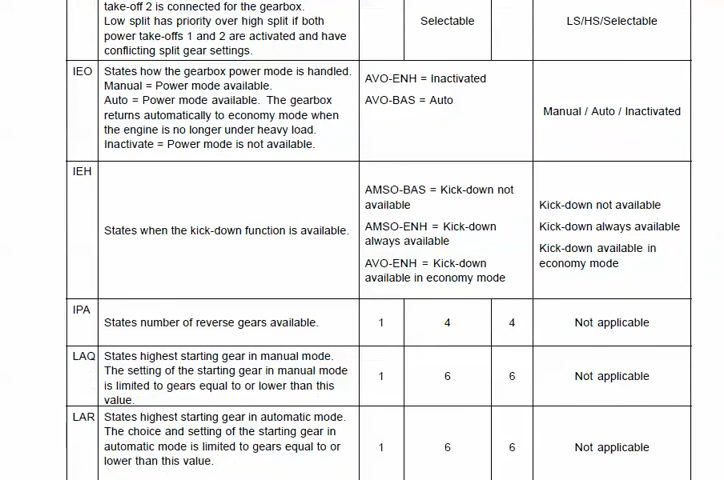 take-off 2 is connected for the gearbox.
Low split has priority over high split if both
power take-offs 1 and 2 are activated and have
conflicting split gear settings.
Selectable
LS/HS/Selectable
IEO
States how the gearbox power mode is handled.
Manual = Power mode available.
Auto = Power mode available. The gearbox
returns automatically to economy mode when
the engine is no longer under heavy load.
Inactivate = Power mode is not available.
AVO-ENH = Inactivated
AVO-BAS = Auto
Manual / Auto / Inactivated
IEH
States when the kick-down function is available.
AMSO-BAS = Kick-down not
available
AMSO-ENH = Kick-down
always available
AVO-ENH = Kick-down
available in economy mode
Kick-down not available
Kick-down always available
Kick-down available in
economy mode
IPA
States number of reverse gears available.
1
4
4
Not applicable
LAQ
States highest starting gear in manual mode.
The setting of the starting gear in manual mode
is limited to gears equal to or lower than this
value.
1
6
6
Not applicable
LAR
States highest starting gear in automatic mode.
The choice and setting of the starting gear in
automatic mode is limited to gears equal to or
lower than this value.
1
6
6
Not applicable